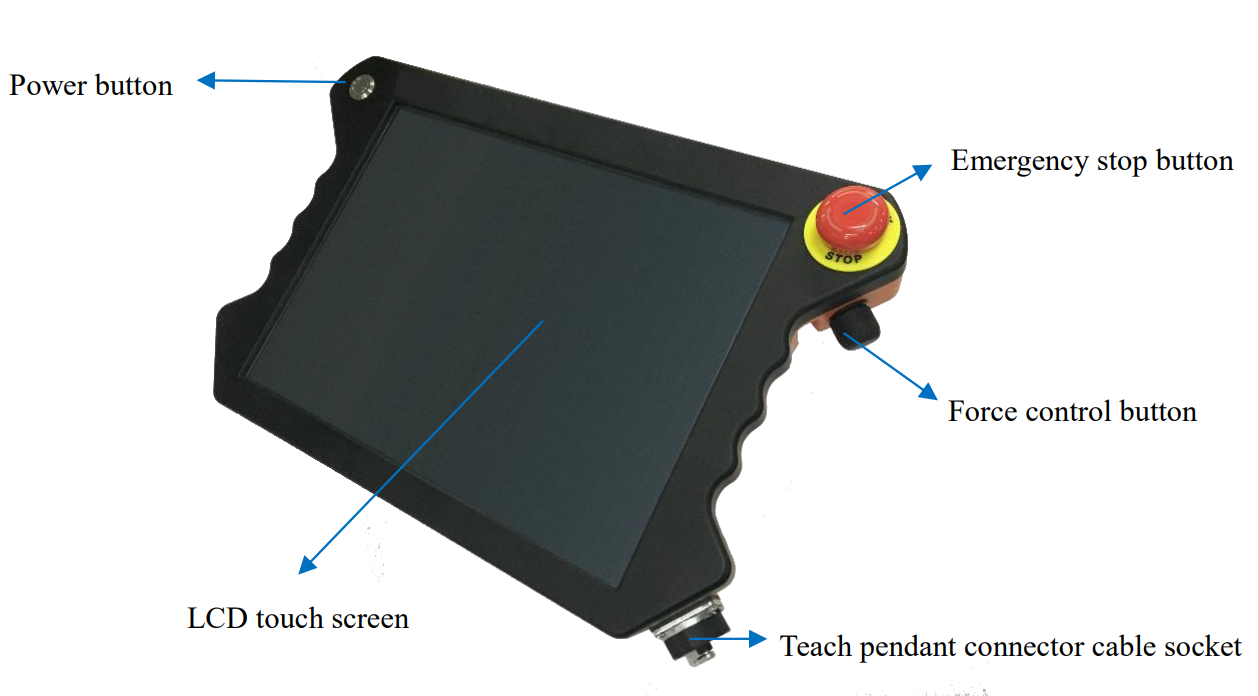 Power button
Emergency stop button
STOP
Force control button
LCD touch screen
Teach pendant connector cable socket